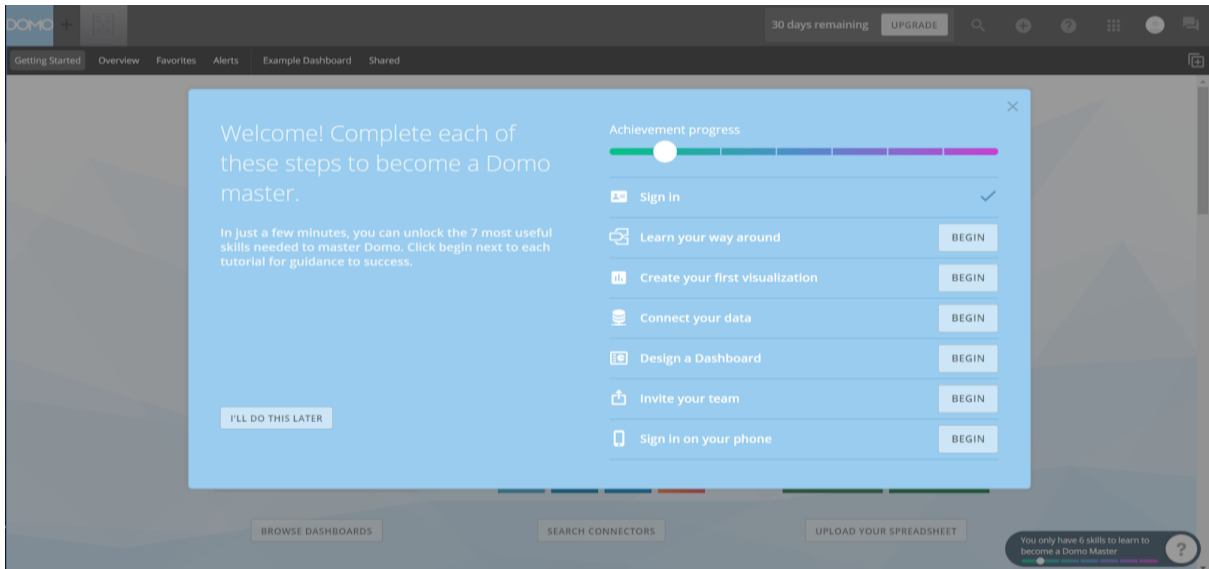 DOMO
30 days remaining UPGRADE
Getting Started Overview Favorites Alerts Example Dashboard Shared
Welcome! Complete each of
these steps to become a Domo
master.
In just a few minutes, you can unlock the 7 most useful
skills needed to master Domo. Click begin next to each
tutorial for guidance to success.
I'LL DO THIS LATER
Achievement progress
Sign in
Learn your way around BEGIN
Create your first visualization BEGIN
Connect your data BEGIN
Design a Dashboard BEGIN
Invite your team BEGIN
Sign in on your phone BEGIN
BROWSE DASHBOARDS SEARCH CONNECTORS UPLOAD YOUR SPREADSHEET
You only have 6 skills to learn to
become a Domo Master
?